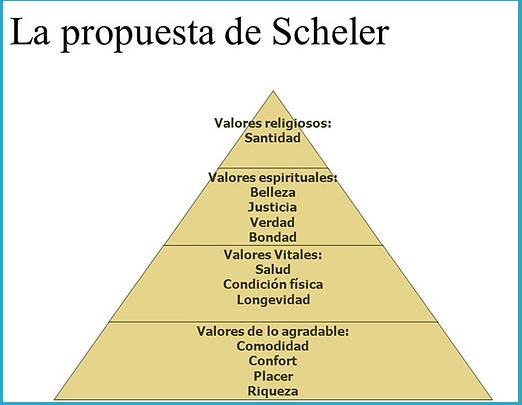 La propuesta de Scheler
Valores religiosos:
Santidad
Valores espirituales:
Belleza
Justicia
Verdad
Bondad
Valores Vitales:
Salud
Condición física
Longevidad
Valores de lo agradable:
Comodidad
Confort
Placer
Riqueza